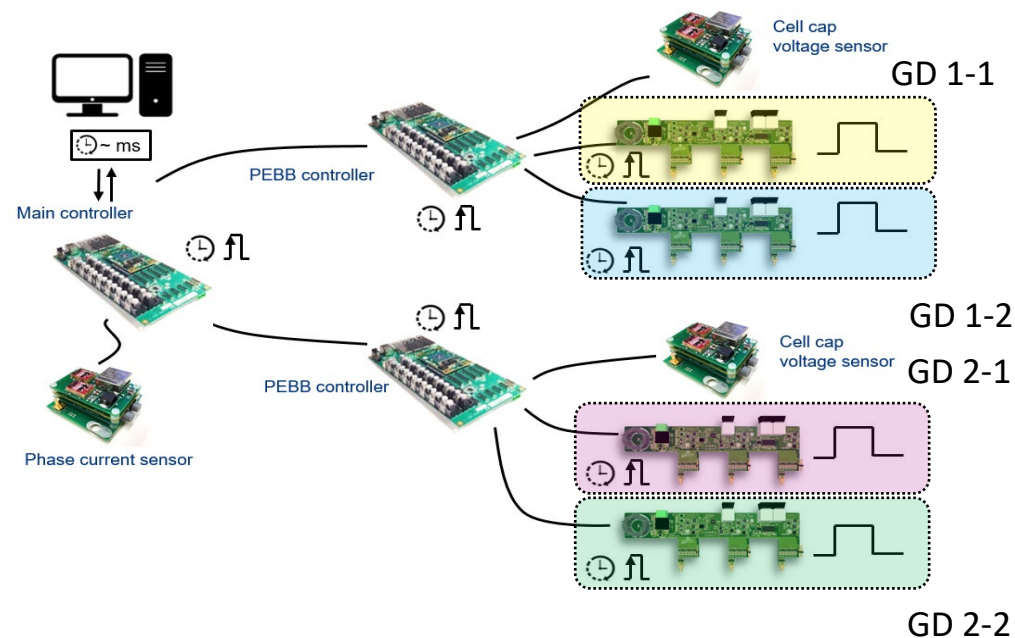 Cell cap
voltage sensor
GD 1-1
~ ms
PEBB controller
Main controller
GD 1-2
Cell cap
voltage sensor
GD 2-1
PEBB controller
Phase current sensor
GD 2-2